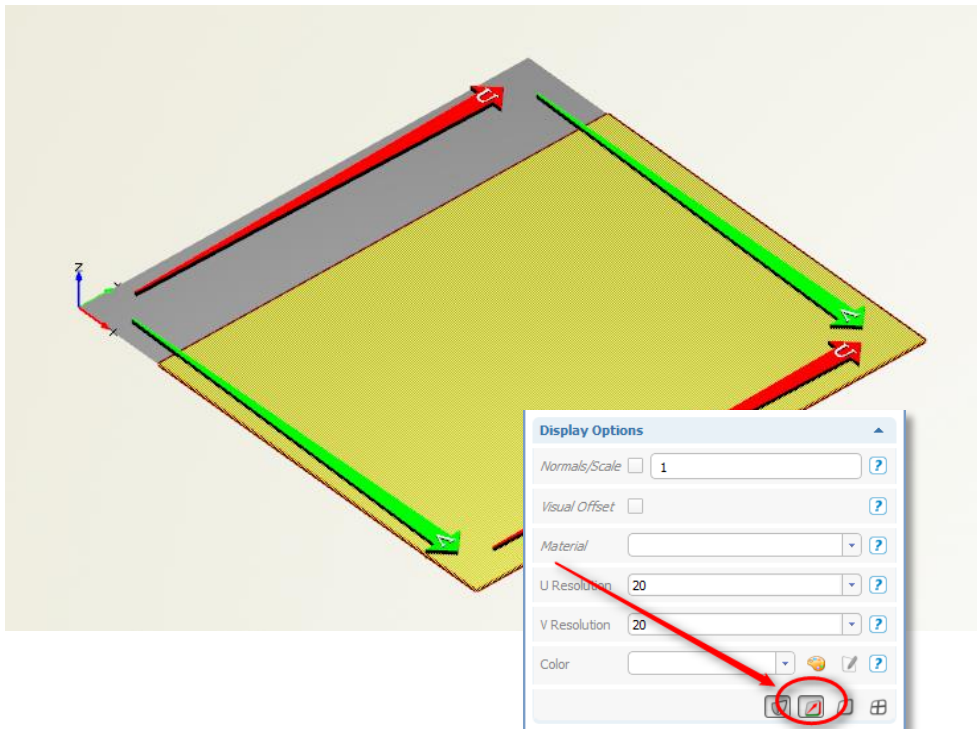 U
Z
Y
X
V
U
V
Display Options
Normals/Scale 1 ?
Visual Offset ?
Material ?
U Resolution 20 ?
V Resolution 20 ?
Color ?